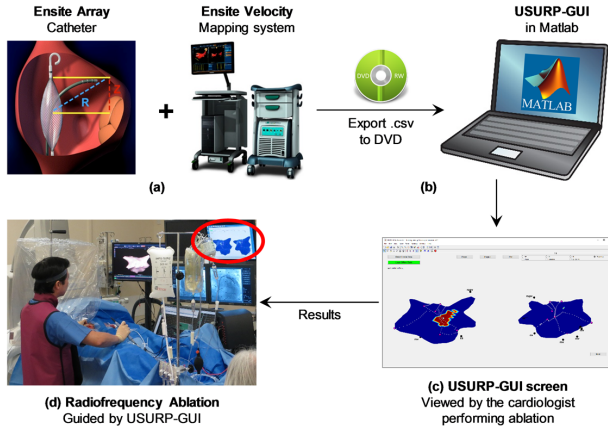 Ensite Array
Catheter
Ensite Velocity
Mapping system
USURP-GUI
in Matlab
R
+
DVD RW
MATLAB
Export .csv
to DVD
(a)
(b)
Results
(d) Radiofrequency Ablation
Guided by USURP-GUI
(c) USURP-GUI screen
Viewed by the cardiologist
performing ablation